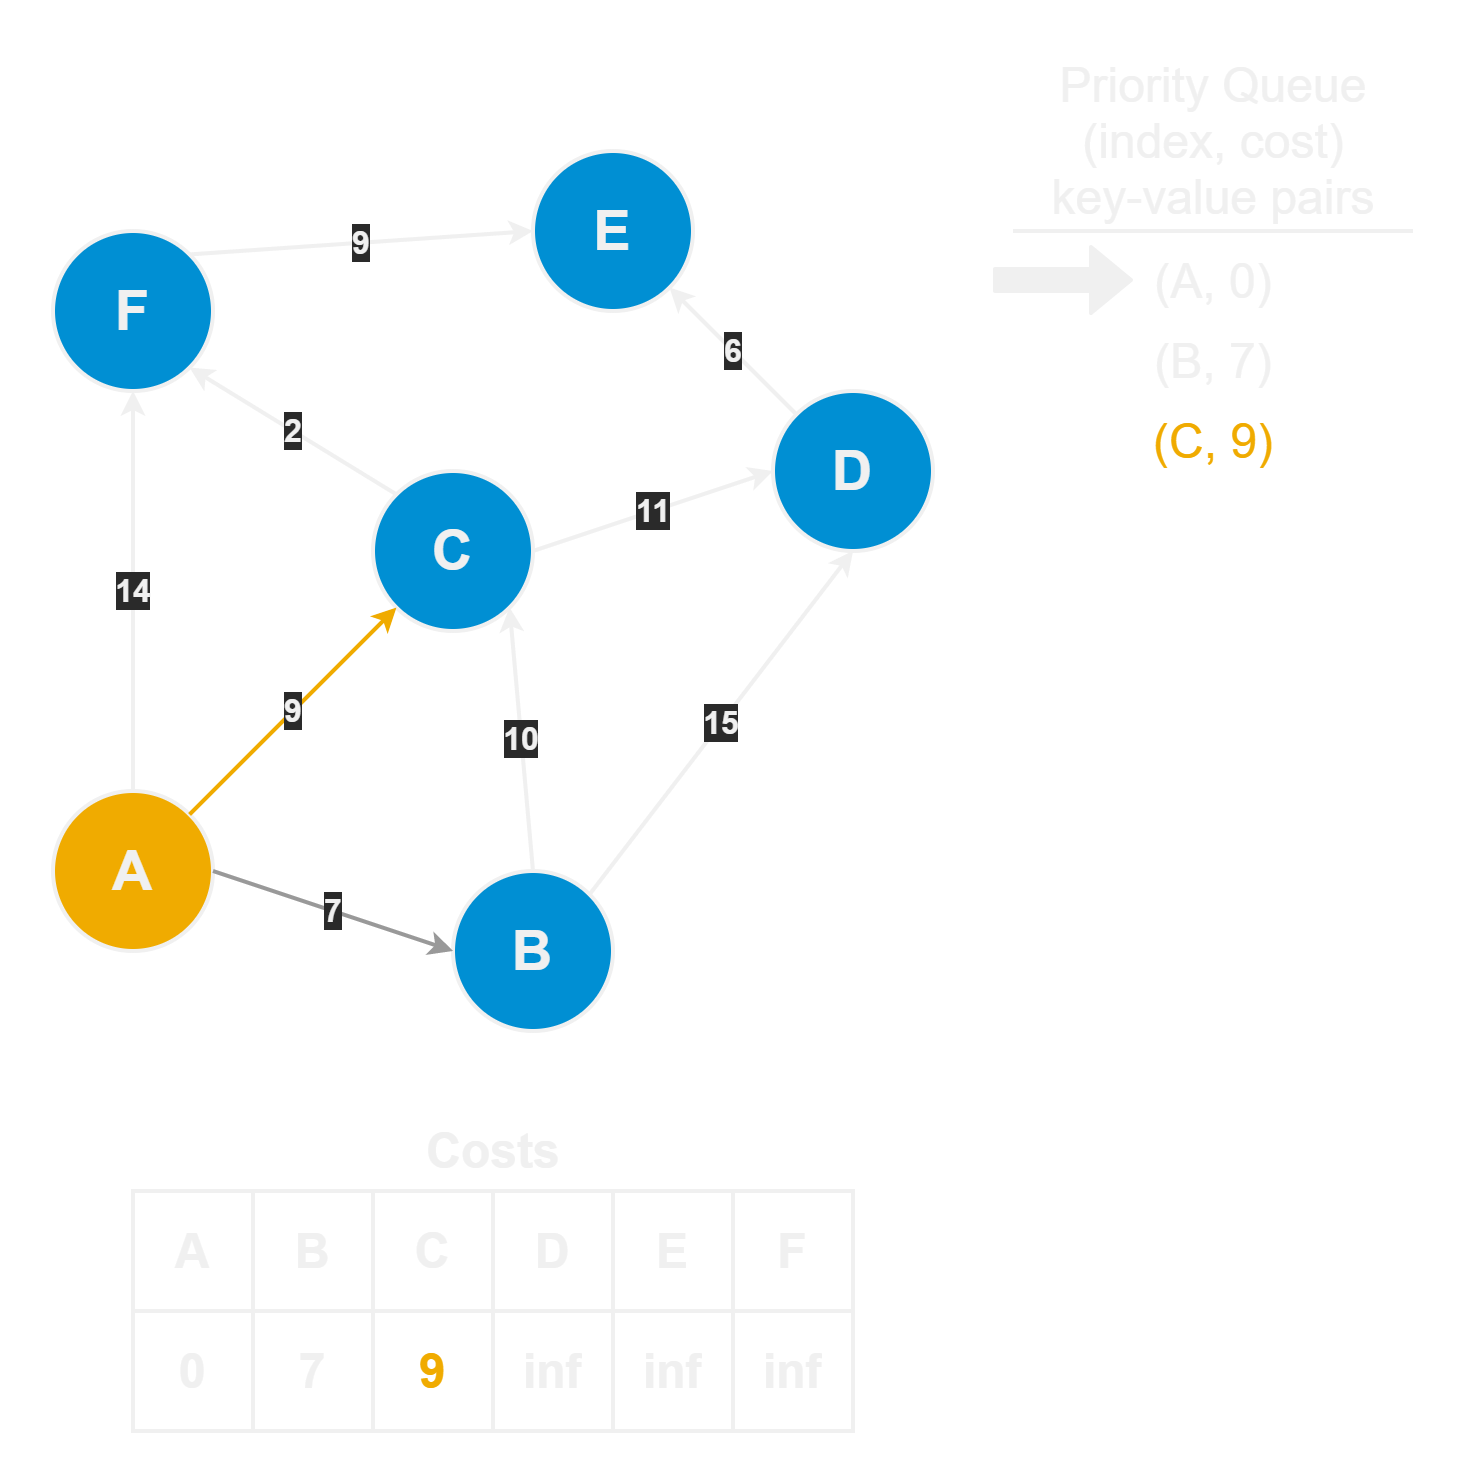 Priority Queue
(index, cost)
key-value pairs
(A, 0)
(B, 7)
(C, 9)
E
9
F
6
D
2
11
C
14
9
10
15
A
7
B
Costs
A B C D E F
0 7 9 inf inf inf